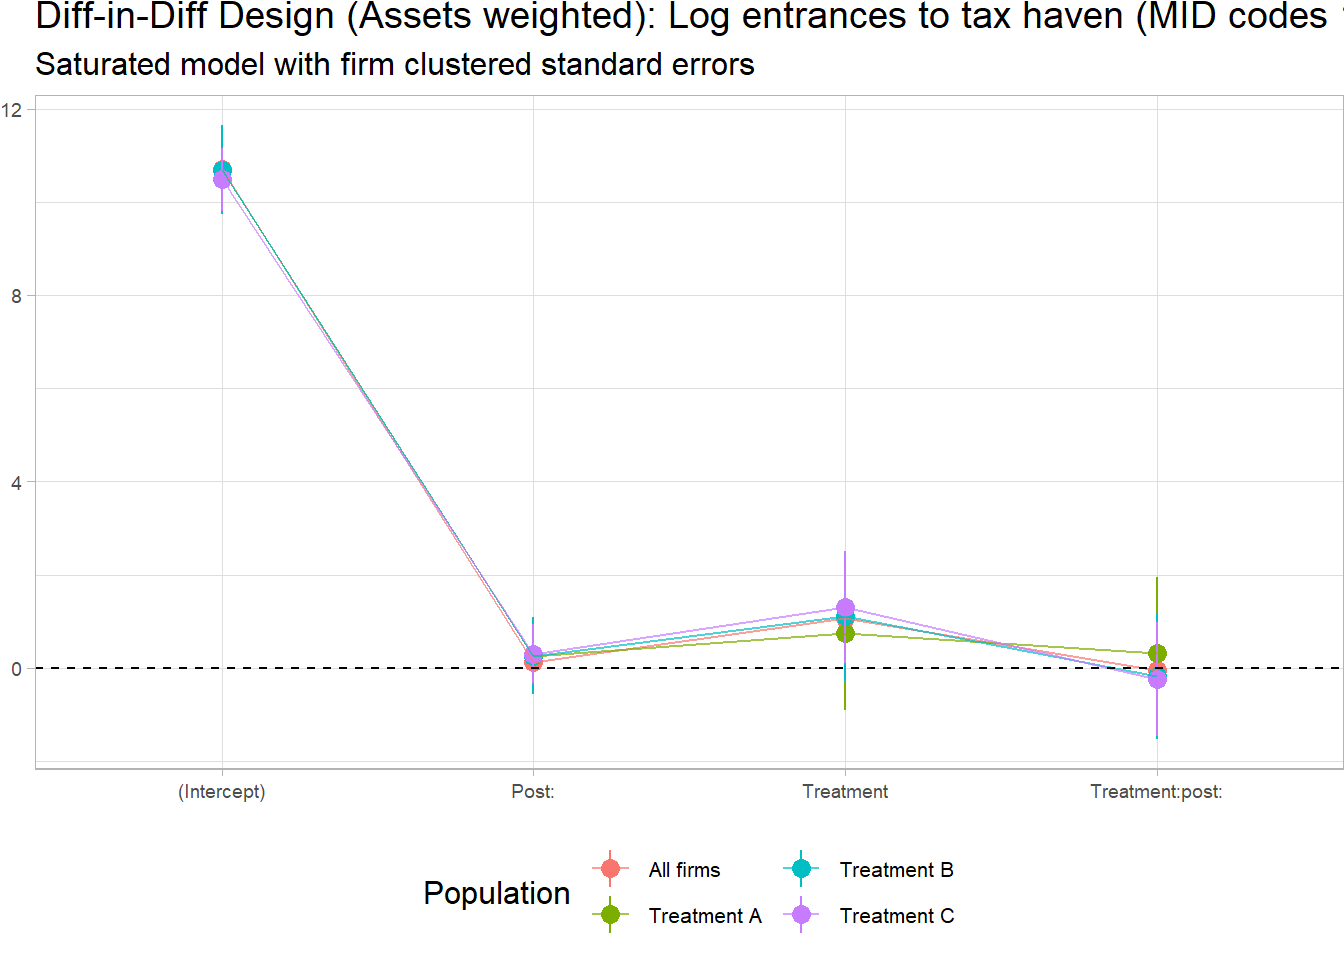 Diff-in-Diff Design (Assets weighted): Log entrances to tax haven (MID codes
Saturated model with firm clustered standard errors
12
8
4
0
(Intercept) Post: Treatment Treatment:post:
Population
All firms Treatment B
Treatment A Treatment C